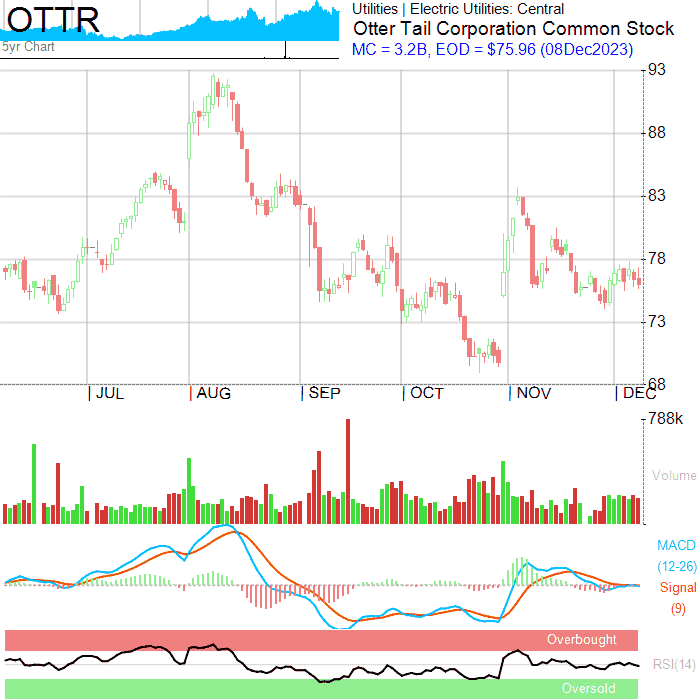 OTTR
5yr Chart
Utilities | Electric Utilities: Central
Otter Tail Corporation Common Stock
MC = 3.2B, EOD = $75.96 (08Dec2023)
93
88
83
78
73
68
JUL AUG SEP OCT NOV DEC
788k
Volume
MACD
(12-26)
Signal
(9)
Overbought
RSI(14)
Oversold